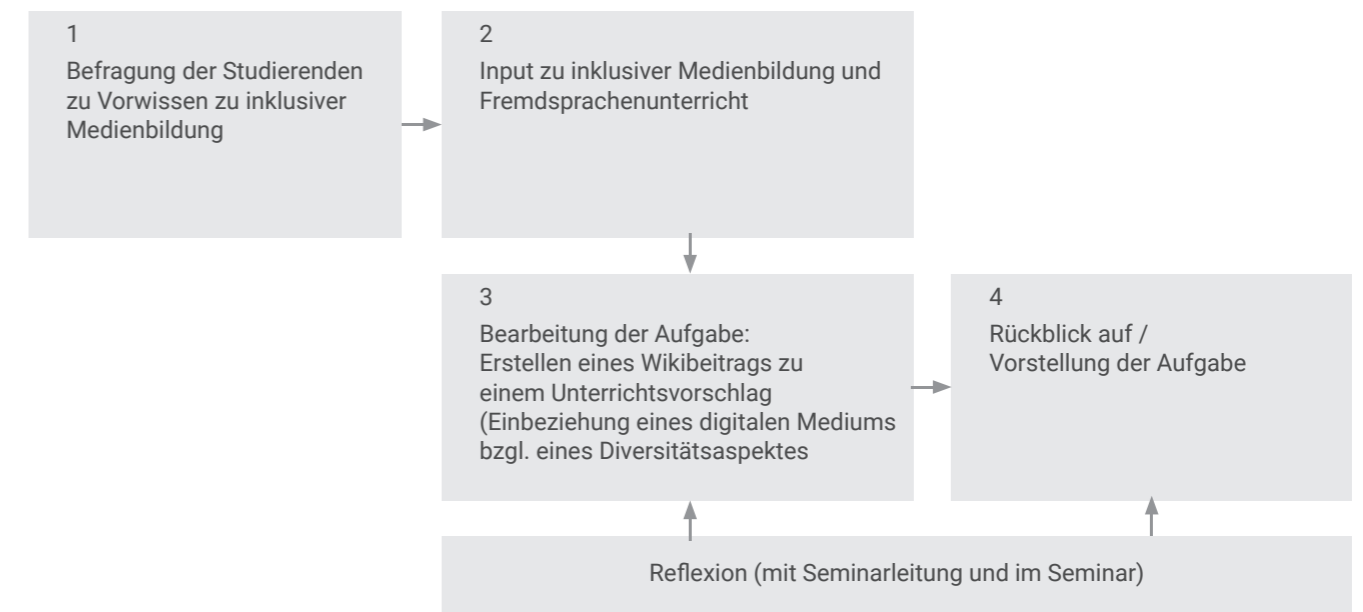 1
Befragung der Studierenden
zu Vorwissen zu inklusiver
Medienbildung
2
Input zu inklusiver Medienbildung und
Fremdsprachenunterricht
3
Bearbeitung der Aufgabe:
Erstellen eines Wikibeitrags zu
einem Unterrichtsvorschlag
(Einbeziehung eines digitalen Mediums
bzgl. eines Diversitätsaspektes
4
Rückblick auf /
Vorstellung der Aufgabe
Reflexion (mit Seminarleitung und im Seminar)